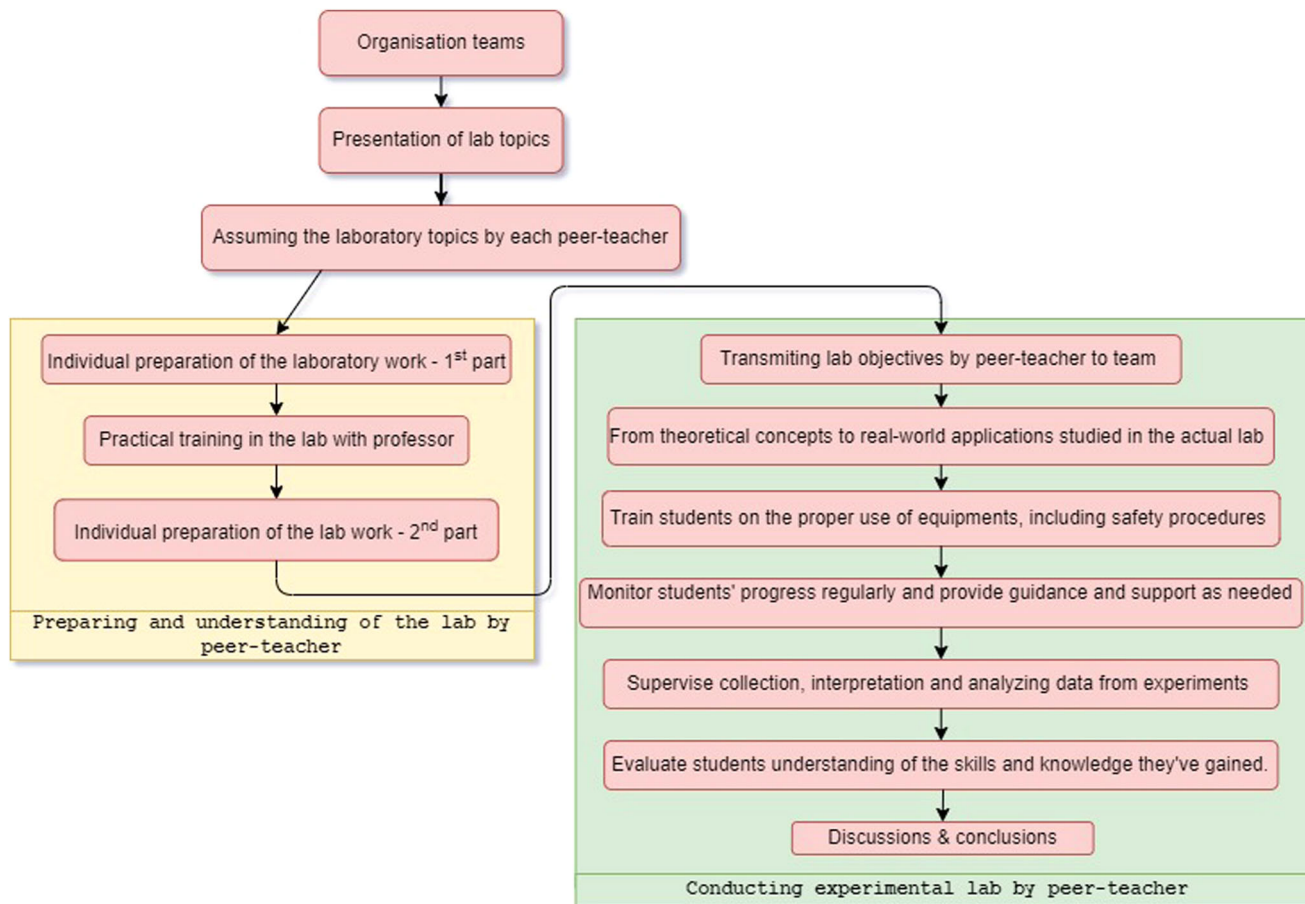 Organisation teams
Presentation of lab topics
Assuming the laboratory topics by each peer-teacher
Individual preparation of the laboratory work - 1st part
Practical training in the lab with professor
Individual preparation of the lab work - 2nd part
Preparing and understanding of the lab by
peer-teacher
Transmiting lab objectives by peer-teacher to team
From theoretical concepts to real-world applications studied in the actual lab
Train students on the proper use of equipments, including safety procedures
Monitor students' progress regularly and provide guidance and support as needed
Supervise collection, interpretation and analyzing data from experiments
Evaluate students understanding of the skills and knowledge they've gained.
Discussions & conclusions
Conducting experimental lab by peer-teacher